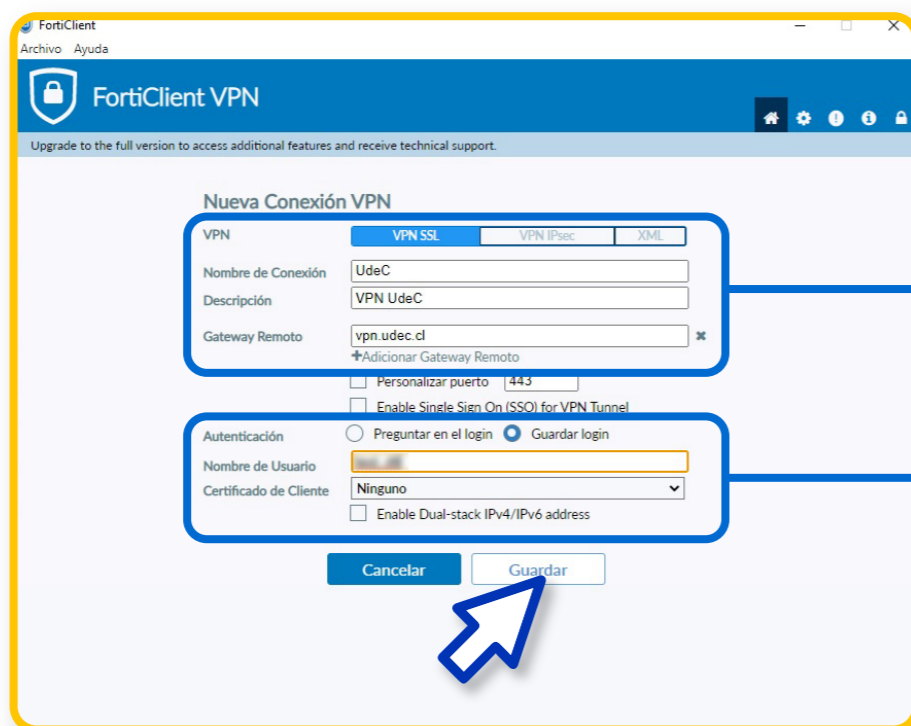 FortiClient
Archivo Ayuda
FortiClient VPN
Upgrade to the full version to access additional features and receive technical support.
Nueva Conexión VPN
VPN VPN SSL VPN IPsec XML
Nombre de Conexión UdeC
Descripción VPN UdeC
Gateway Remoto vpn.udec.cl
+Adicionar Gateway Remoto
Personalizar puerto 443
Enable Single Sign On (SSO) for VPN Tunnel
Autenticación Preguntar en el login Guardar login
Nombre de Usuario
Certificado de Cliente Ninguno
Enable Dual-stack IPv4/IPv6 address
Cancelar Guardar